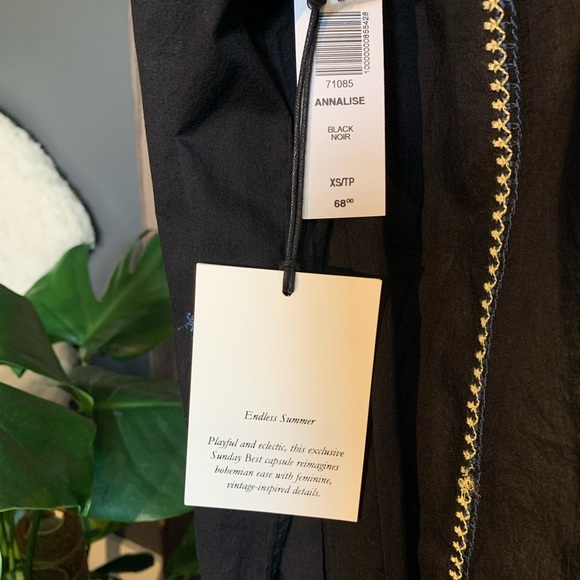 10000000855428
71085
ANNALISE
BLACK
NOIR
XS/TP
68⁰⁰
Endless Summer
Playful and eclectic, this exclusive
Sunday Best capsule reimagines
bohemian ease with feminine,
vintage-inspired details.